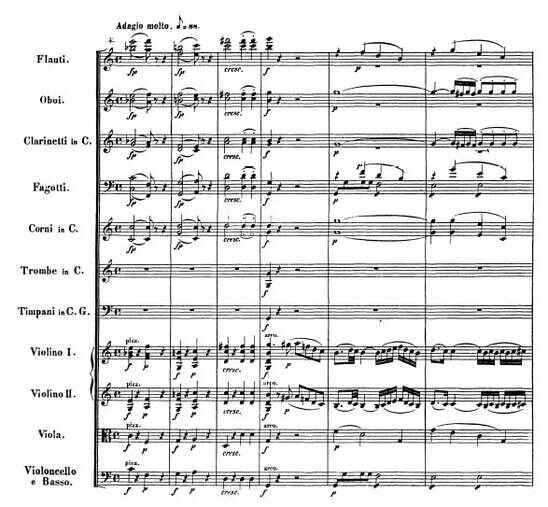 Adagio molto. ♪=88.
Flauti.
fp
fp
cresc.
f
p
Oboi.
fp
fp
cresc.
f
p
Clarinetti in C.
fp
fp
cresc.
f
p
Fagotti.
fp
fp
cresc.
f
p
Corni in C.
fp
fp
cresc.
f
p
Trombe in C.
f
Timpani in C.G.
f
Violino I.
pizz.
arco.
f p
f p
cresc.
f
p
Violino II.
pizz.
arco.
f p
f p
cresc.
f
p
Viola.
pizz.
arco.
f p
f p
cresc.
f
p
Violoncello
e Basso.
pizz.
arco.
f p
f p
cresc.
f
p